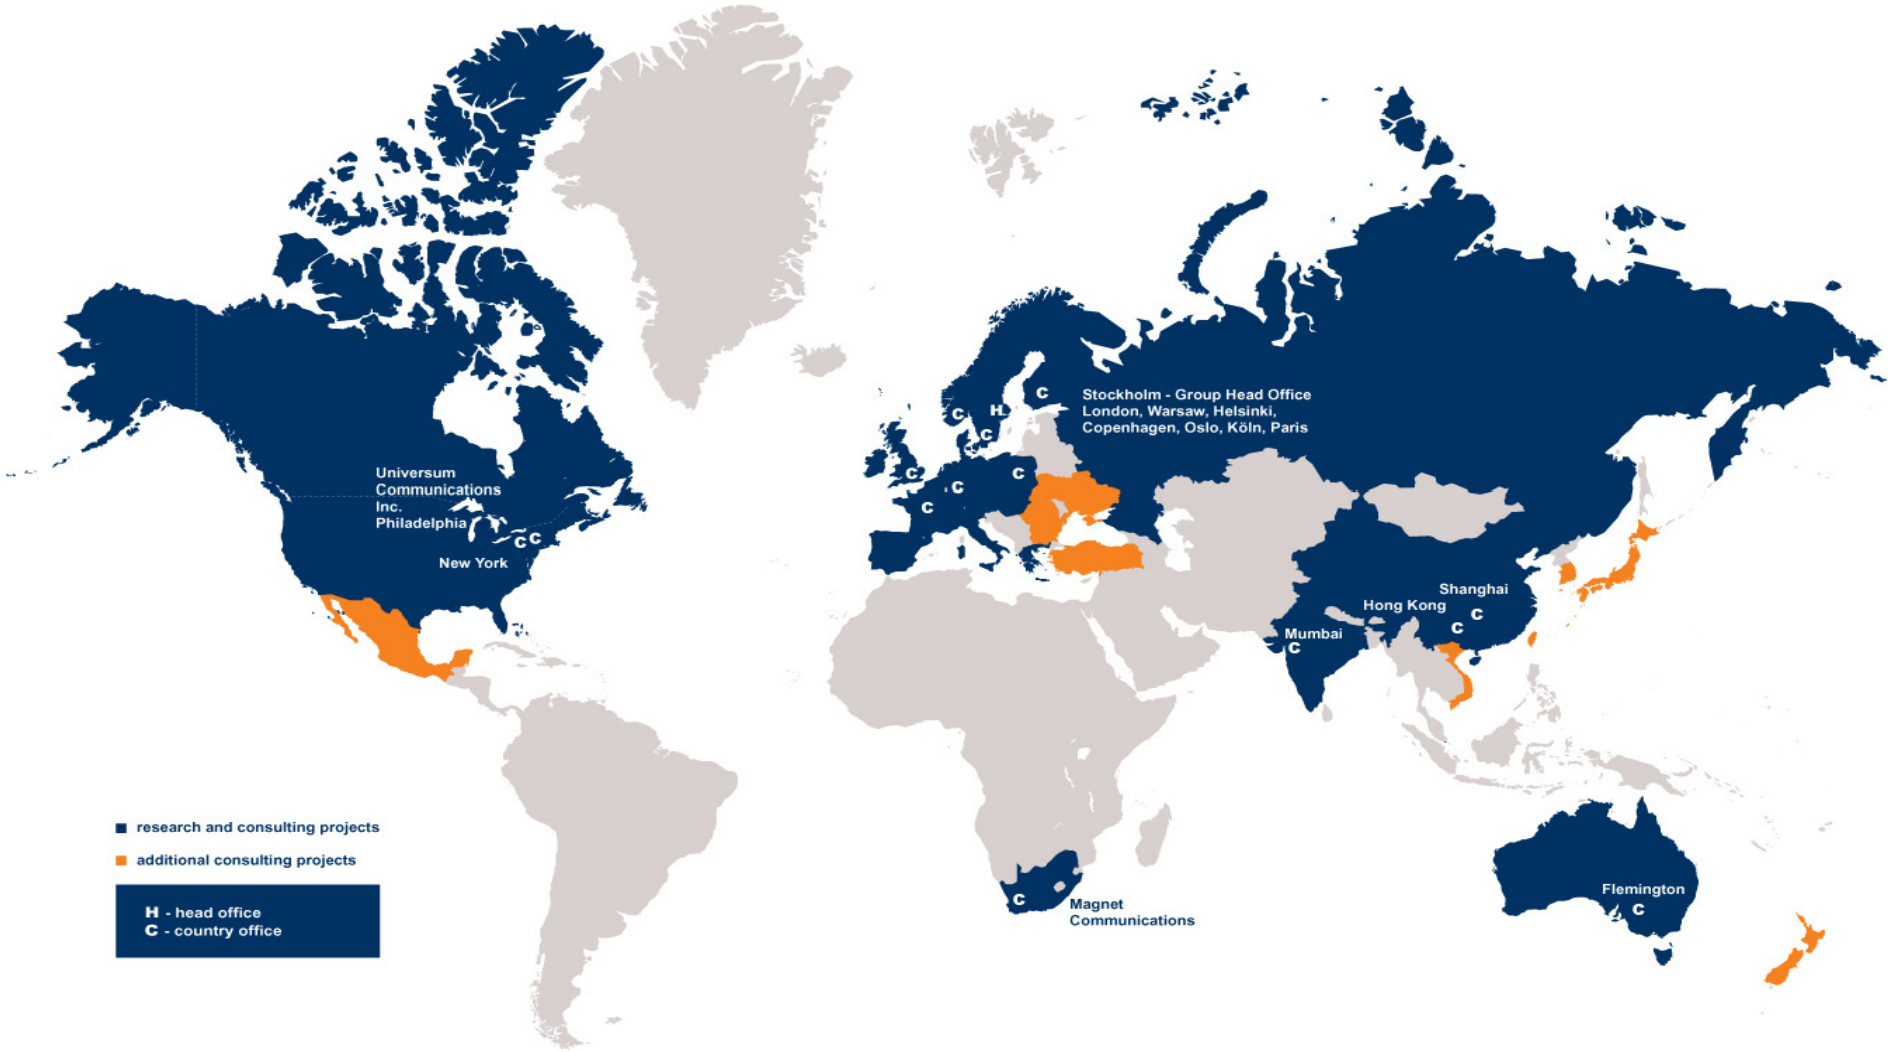 Stockholm - Group Head Office
London, Warsaw, Helsinki,
Copenhagen, Oslo, Köln, Paris
C
C
H
C
C
C
C
C
Universum
Communications
Inc.
Philadelphia
C C
New York
Shanghai
Hong Kong
C
C
Mumbai
C
research and consulting projects
additional consulting projects
H - head office
C - country office
C
Magnet
Communications
Flemington
C